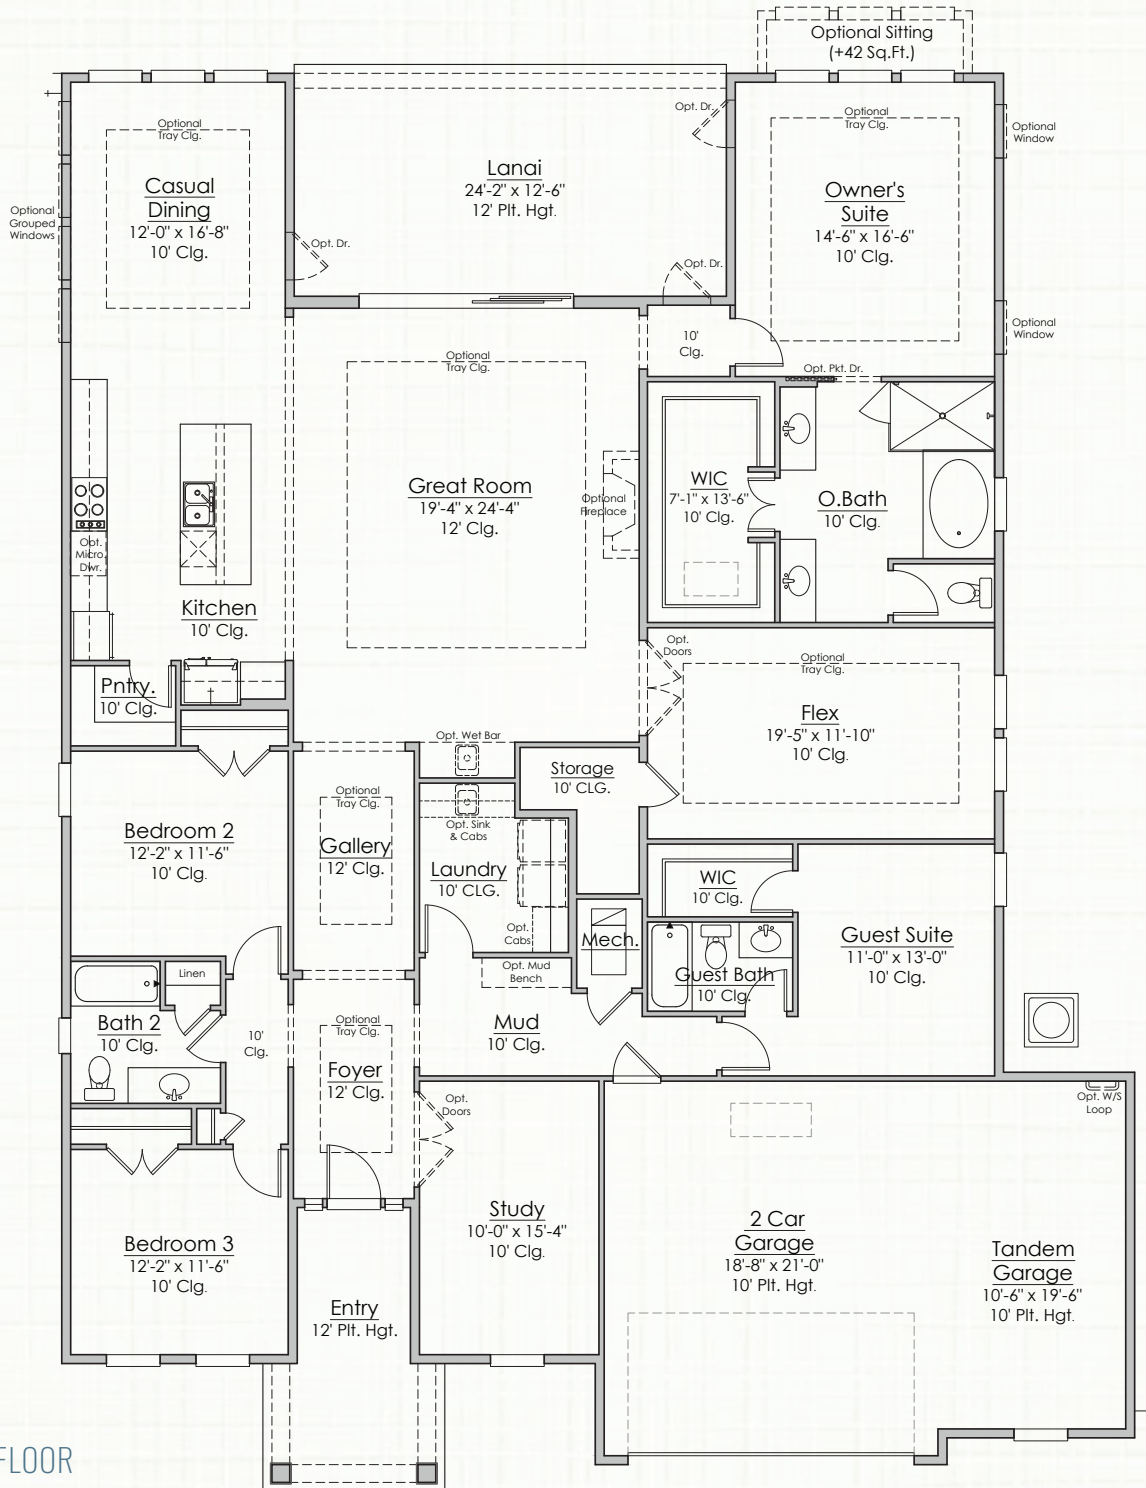 Optional Sitting
(+42 Sq.Ft.)
Optional
Tray Clg.
Casual
Dining
12'-0" x 16'-8"
10' Clg.
Optional
Grouped
Windows
Opt. Dr.
Lanai
24'-2" x 12'-6"
12' Plt. Hgt.
Opt. Dr.
Opt. Dr.
Optional
Tray Clg.
Owner's
Suite
14'-6" x 16'-6"
10' Clg.
Optional
Window
Optional
Window
10'
Clg.
Opt. Pkt. Dr.
Optional
Tray Clg.
Great Room
19'-4" x 24'-4"
12' Clg.
Optional
Fireplace
WIC
7'-1" x 13'-6"
10' Clg.
O.Bath
10' Clg.
Opt.
Micro.
Dwr.
Kitchen
10' Clg.
Pntry.
10' Clg.
Opt.
Doors
Optional
Tray Clg.
Flex
19'-5" x 11'-10"
10' Clg.
Opt. Wet Bar
Storage
10' CLG.
Optional
Tray Clg.
Gallery
12' Clg.
Opt. Sink
& Cabs
Laundry
10' CLG.
Opt.
Cabs
Bedroom 2
12'-2" x 11'-6"
10' Clg.
WIC
10' Clg.
Guest Suite
11'-0" x 13'-0"
10' Clg.
Mech.
Guest Bath
10' Clg.
Opt. Mud
Bench
Mud
10' Clg.
Linen
Bath 2
10' Clg.
10'
Clg.
Optional
Tray Clg.
Foyer
12' Clg.
Opt.
Doors
Opt. W/S
Loop
Study
10'-0" x 15'-4"
10' Clg.
2 Car
Garage
18'-8" x 21'-0"
10' Plt. Hgt.
Tandem
Garage
10'-6" x 19'-6"
10' Plt. Hgt.
Bedroom 3
12'-2" x 11'-6"
10' Clg.
Entry
12' Plt. Hgt.
FLOOR